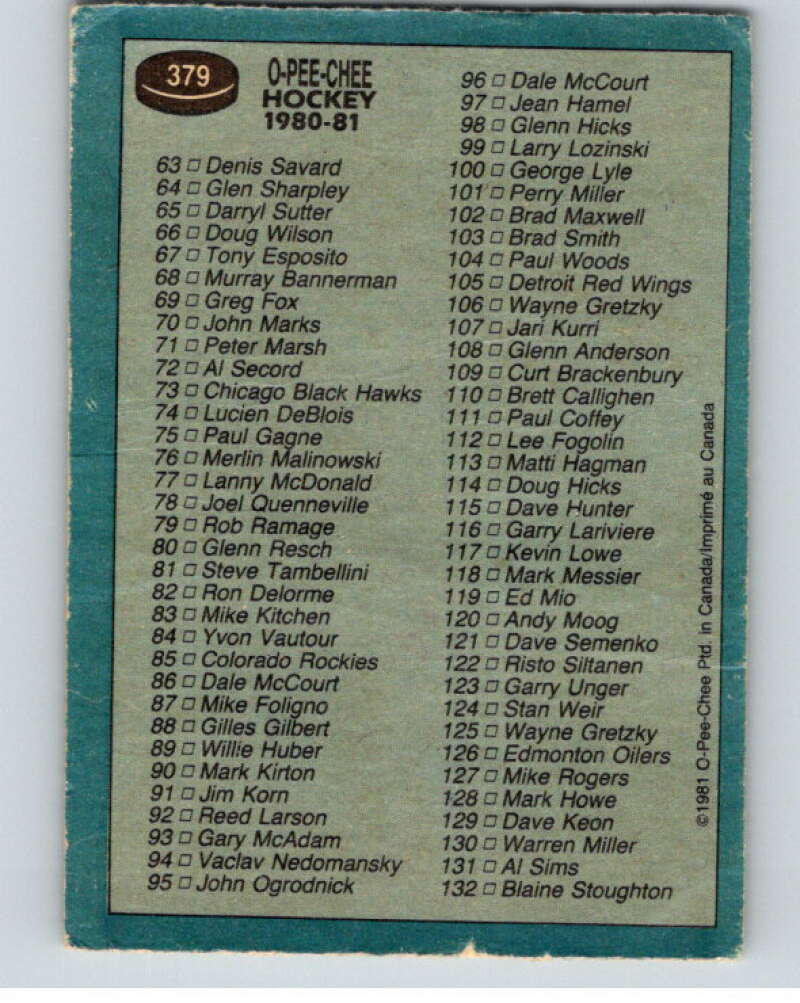 379
O-PEE-CHEE
HOCKEY
1980-81
63 □ Denis Savard
64 □ Glen Sharpley
65 □ Darryl Sutter
66 □ Doug Wilson
67 □ Tony Esposito
68 □ Murray Bannerman
69 □ Greg Fox
70 □ John Marks
71 □ Peter Marsh
72 □ Al Secord
73 □ Chicago Black Hawks
74 □ Lucien DeBlois
75 □ Paul Gagne
76 □ Merlin Malinowski
77 □ Lanny McDonald
78 □ Joel Quenneville
79 □ Rob Ramage
80 □ Glenn Resch
81 □ Steve Tambellini
82 □ Ron Delorme
83 □ Mike Kitchen
84 □ Yvon Vautour
85 □ Colorado Rockies
86 □ Dale McCourt
87 □ Mike Foligno
88 □ Gilles Gilbert
89 □ Willie Huber
90 □ Mark Kirton
91 □ Jim Korn
92 □ Reed Larson
93 □ Gary McAdam
94 □ Vaclav Nedomansky
95 □ John Ogrodnick
96 □ Dale McCourt
97 □ Jean Hamel
98 □ Glenn Hicks
99 □ Larry Lozinski
100 □ George Lyle
101 □ Perry Miller
102 □ Brad Maxwell
103 □ Brad Smith
104 □ Paul Woods
105 □ Detroit Red Wings
106 □ Wayne Gretzky
107 □ Jari Kurri
108 □ Glenn Anderson
109 □ Curt Brackenbury
110 □ Brett Callighen
111 □ Paul Coffey
112 □ Lee Fogolin
113 □ Matti Hagman
114 □ Doug Hicks
115 □ Dave Hunter
116 □ Garry Lariviere
117 □ Kevin Lowe
118 □ Mark Messier
119 □ Ed Mio
120 □ Andy Moog
121 □ Dave Semenko
122 □ Risto Siltanen
123 □ Garry Unger
124 □ Stan Weir
125 □ Wayne Gretzky
126 □ Edmonton Oilers
127 □ Mike Rogers
128 □ Mark Howe
129 □ Dave Keon
130 □ Warren Miller
131 □ Al Sims
132 □ Blaine Stoughton
©1981 O-Pee-Chee Ptd. in Canada/Imprimé au Canada